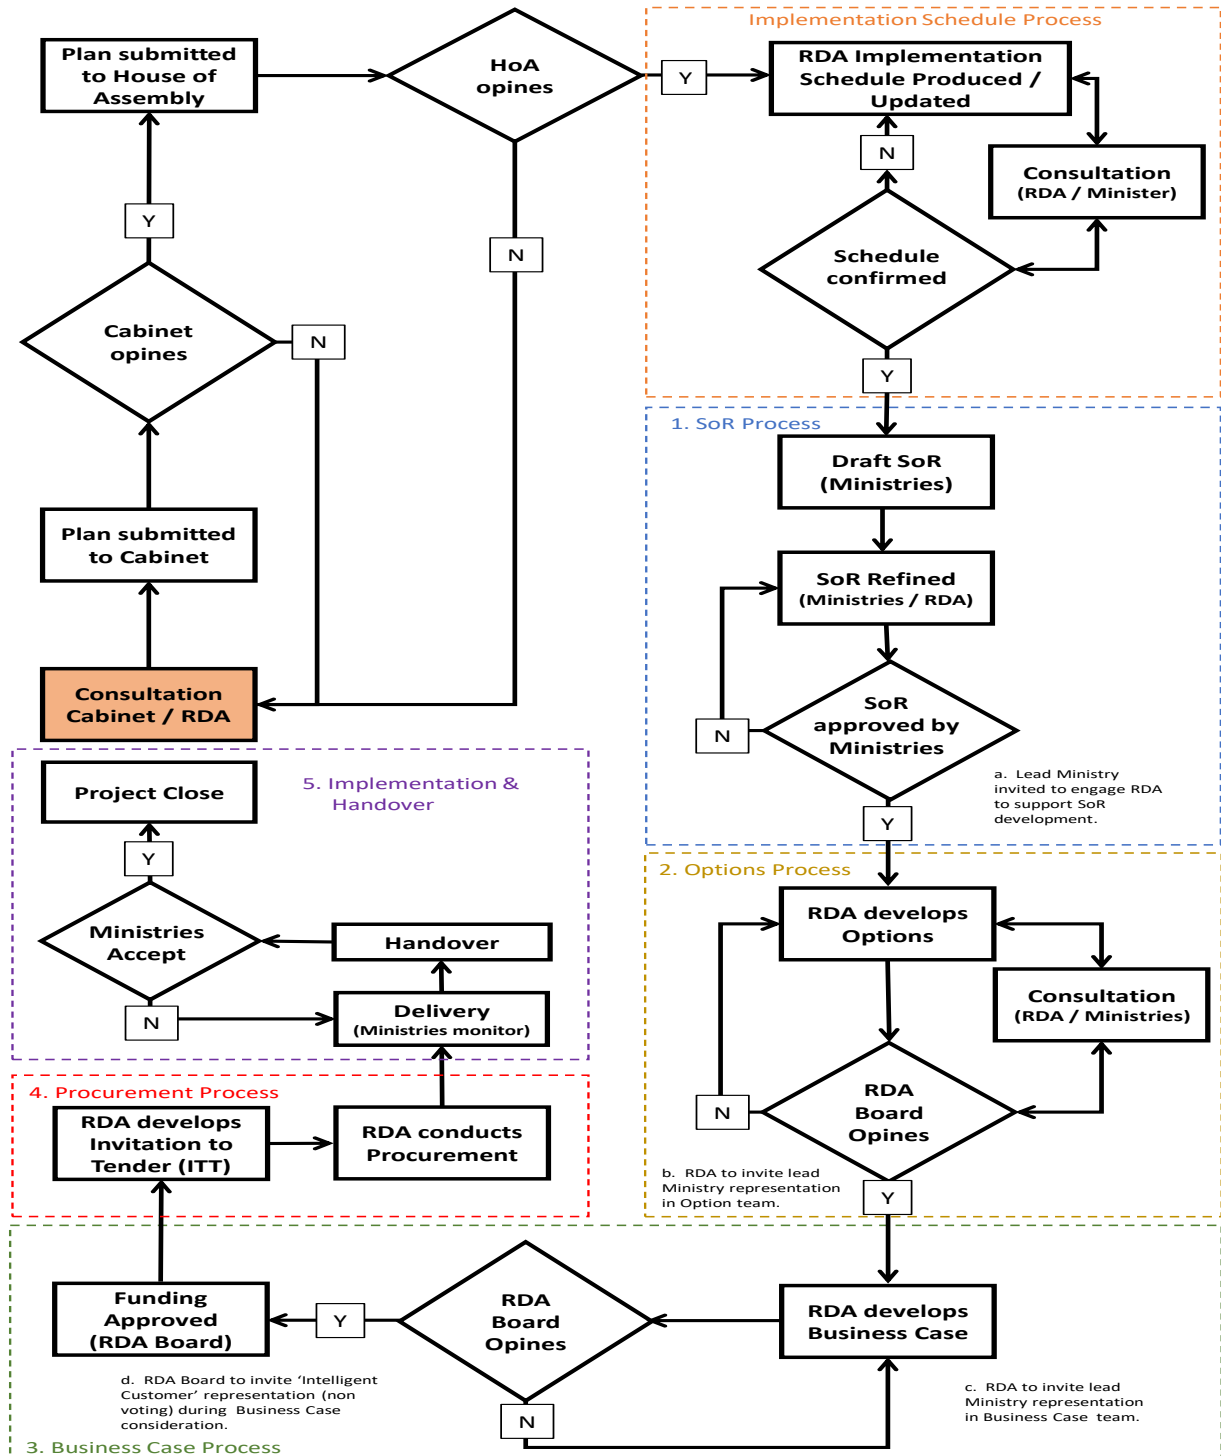 Implementation Schedule Process
Plan submitted
to House of
Assembly
HoA
opines
Y
RDA Implementation
Schedule Produced /
Updated
N
Consultation
(RDA / Minister)
Schedule
confirmed
Y
Y
N
Cabinet
opines
N
Plan submitted
to Cabinet
Consultation
Cabinet / RDA
1. SoR Process
Draft SoR
(Ministries)
SoR Refined
(Ministries / RDA)
SoR
approved by
Ministries
N
a. Lead Ministry
invited to engage RDA
to support SoR
development.
Y
2. Options Process
RDA develops
Options
Consultation
(RDA / Ministries)
RDA
Board
Opines
N
b. RDA to invite lead
Ministry representation
in Option team.
Y
3. Business Case Process
RDA develops
Business Case
RDA
Board
Opines
Y
N
Funding
Approved
(RDA Board)
c. RDA to invite lead
Ministry representation
in Business Case team.
d. RDA Board to invite ‘Intelligent
Customer’ representation (non
voting) during Business Case
consideration.
4. Procurement Process
RDA develops
Invitation to
Tender (ITT)
RDA conducts
Procurement
5. Implementation &
Handover
Delivery
(Ministries monitor)
Handover
Ministries
Accept
N
Y
Project Close